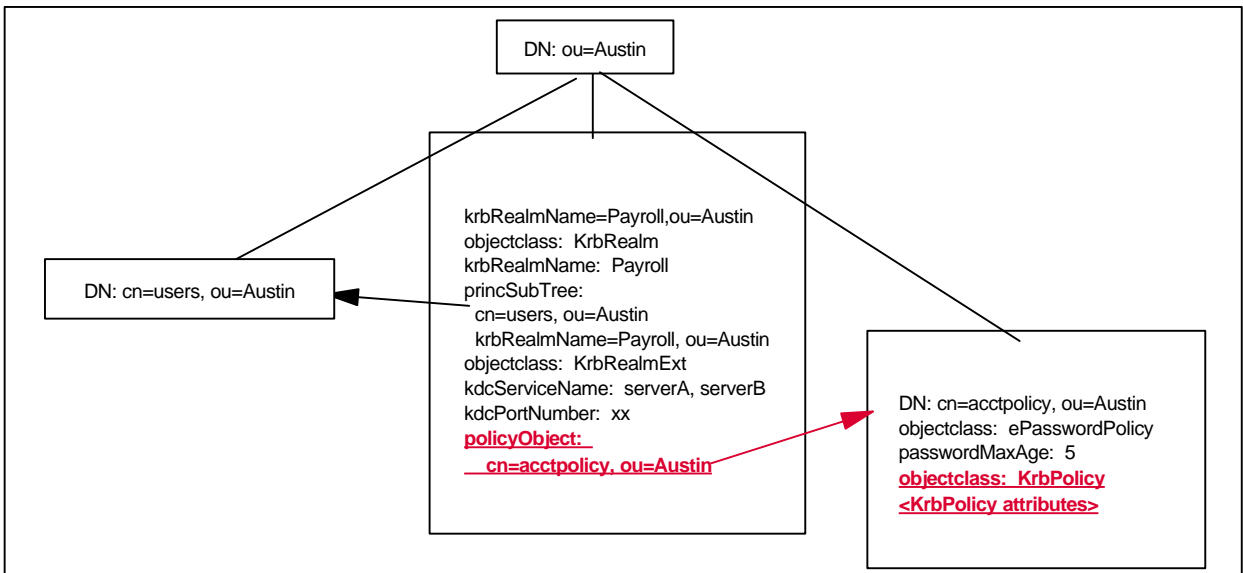 DN: ou=Austin
krbRealmName=Payroll,ou=Austin
objectclass: KrbRealm
krbRealmName: Payroll
princSubTree:
cn=users, ou=Austin
krbRealmName=Payroll, ou=Austin
objectclass: KrbRealmExt
kdcServiceName: serverA, serverB
kdcPortNumber: xx
policyObject:
cn=acctpolicy, ou=Austin
DN: cn=users, ou=Austin
DN: cn=acctpolicy, ou=Austin
objectclass: ePasswordPolicy
passwordMaxAge: 5
objectclass: KrbPolicy
<KrbPolicy attributes>